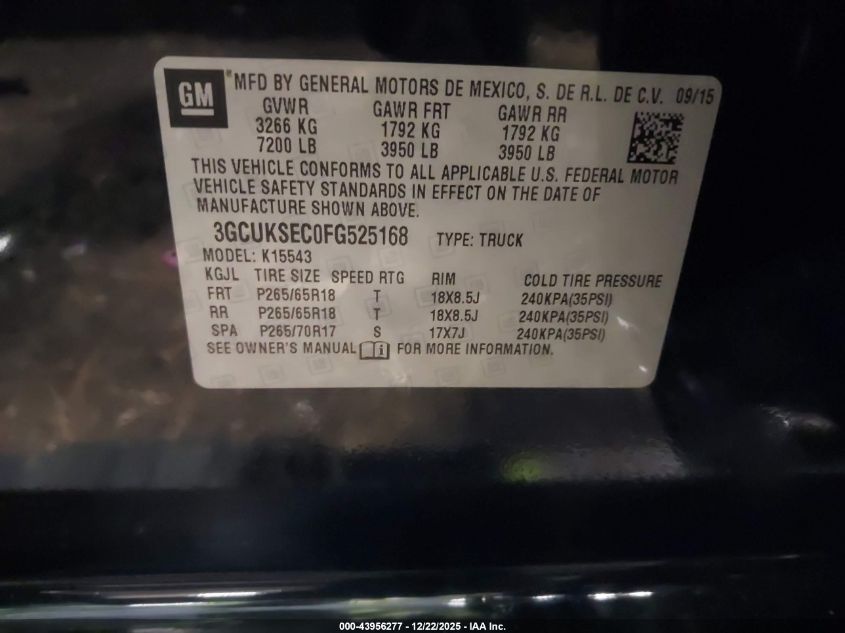 GM
MFD BY GENERAL MOTORS DE MEXICO, S. DE R.L. DE C.V. 09/15
GVWR GAWR FRT GAWR RR
3266 KG 1792 KG 1792 KG
7200 LB 3950 LB 3950 LB
THIS VEHICLE CONFORMS TO ALL APPLICABLE U.S. FEDERAL MOTOR
VEHICLE SAFETY STANDARDS IN EFFECT ON THE DATE OF
MANUFACTURE SHOWN ABOVE.
3GCUKSEC0FG525168 TYPE: TRUCK
MODEL: K15543
KGJL TIRE SIZE SPEED RTG RIM COLD TIRE PRESSURE
FRT P265/65R18 T 18X8.5J 240KPA(35PSI)
RR P265/65R18 T 18X8.5J 240KPA(35PSI)
SPA P265/70R17 S 17X7J 240KPA(35PSI)
SEE OWNER'S MANUAL FOR MORE INFORMATION.
000-43956277 - 12/22/2025 - IAA Inc.